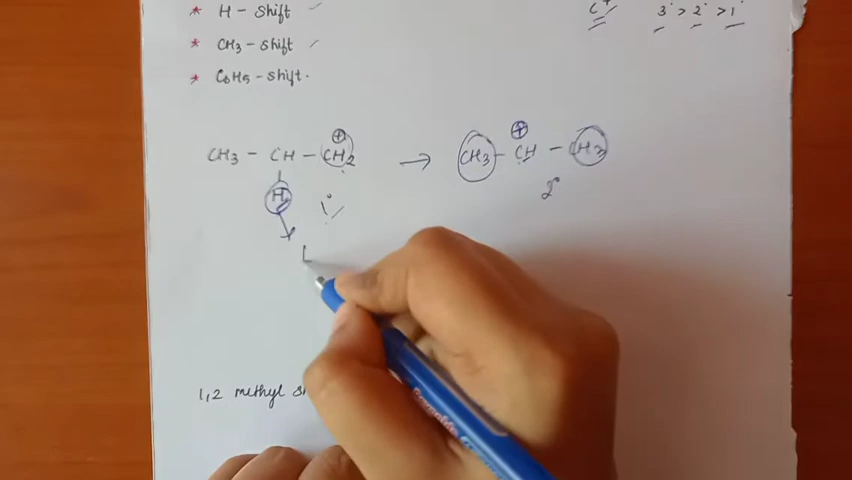 * H - Shift ✓
C⁺ 3° > 2° > 1°
* CH3 - shift
* C6H5 - shift.
⊕ ⊕
CH3 - CH - CH2 → CH3 - CH - CH3
H 1° 2°
1,2 methyl